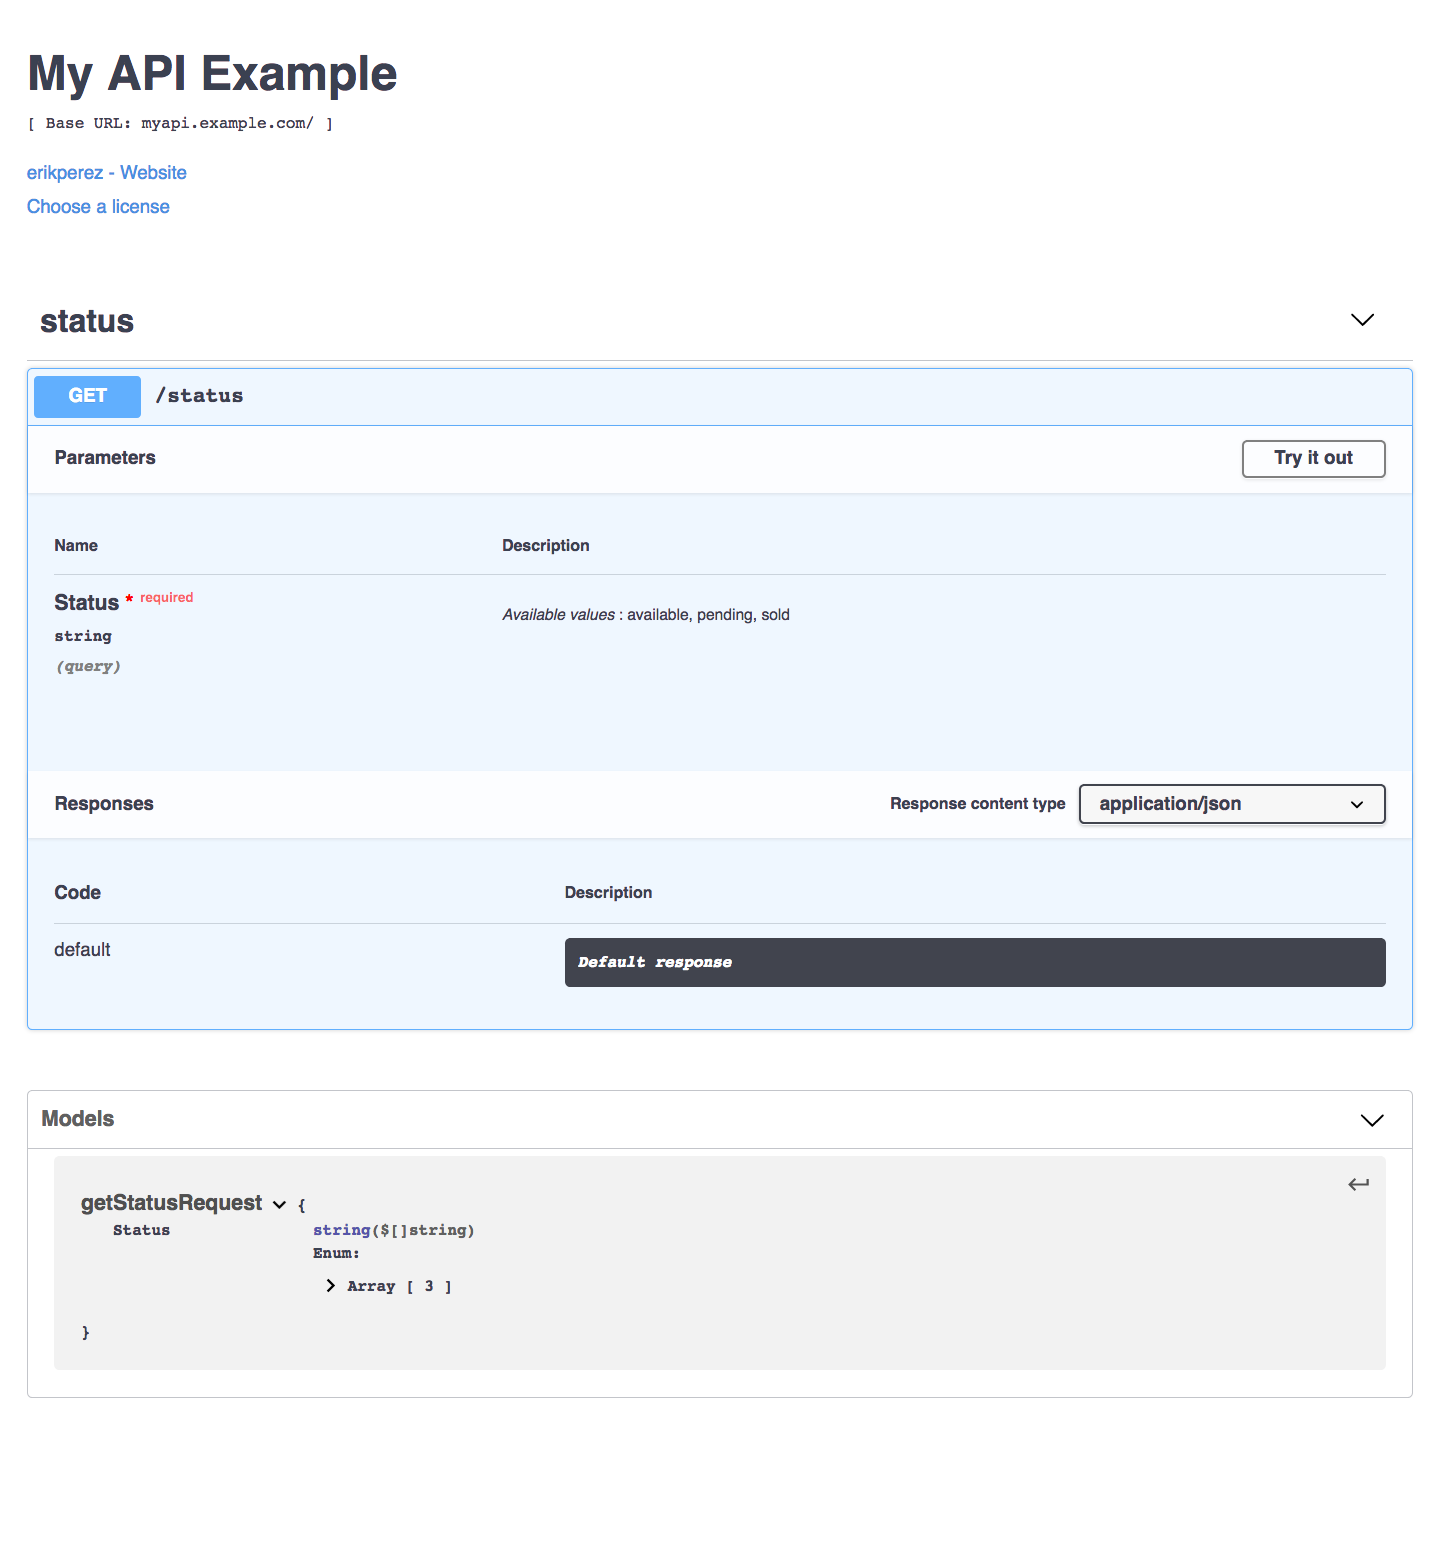 My API Example
[ Base URL: myapi.example.com/ ]
erikperez - Website
Choose a license
status
GET /status
Parameters Try it out
Name Description
Status * required
string
(query)
Available values : available, pending, sold
Responses Response content type application/json
Code Description
default Default response
Models
getStatusRequest {
Status string($[]string)
Enum:
Array [ 3 ]
}